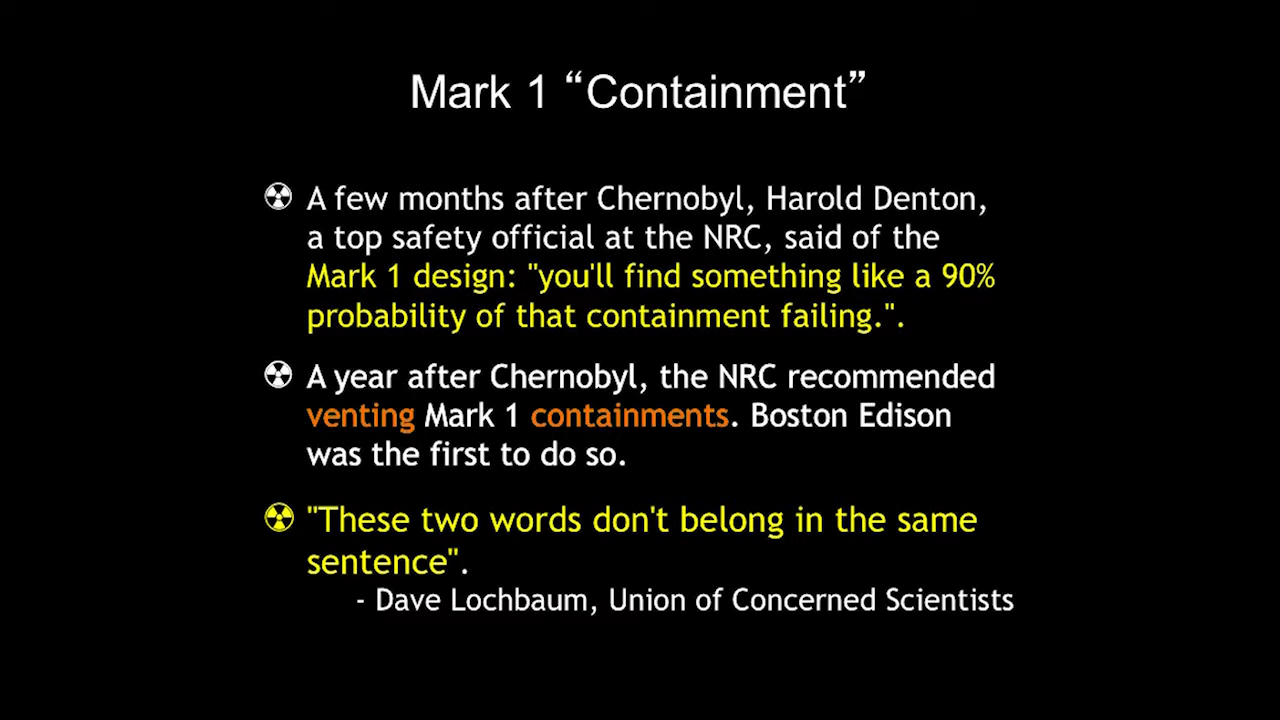 Mark 1 “Containment”
A few months after Chernobyl, Harold Denton,
a top safety official at the NRC, said of the
Mark 1 design: "you'll find something like a 90%
probability of that containment failing.".
A year after Chernobyl, the NRC recommended
venting Mark 1 containments. Boston Edison
was the first to do so.
"These two words don't belong in the same
sentence".
- Dave Lochbaum, Union of Concerned Scientists